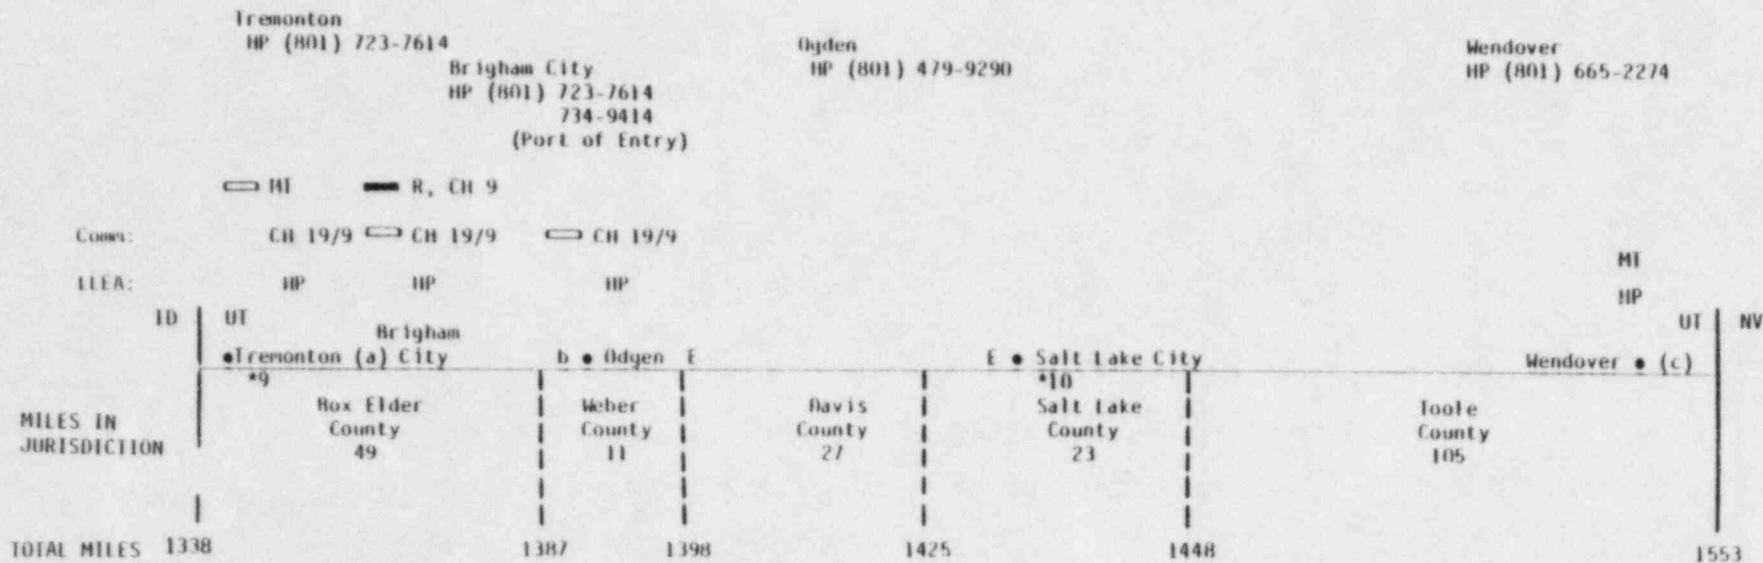 Tremonton
HP (801) 723-7614
Brigham City
HP (801) 723-7614
734-9414
(Port of Entry)
Ogden
HP (801) 479-9290
Wendover
HP (801) 665-2274
MT R, CH 9
Comm: CH 19/9 CH 19/9 CH 19/9
MT
LLEA: HP HP HP
HP
ID UT UT NV
Brigham
•Tremonton (a) City b • Odyen E E • Salt Lake City Wendover • (c)
*9 *10
MILES IN
JURISDICTION
Box Elder
County
49
Weber
County
11
Davis
County
27
Salt Lake
County
23
Toole
County
105
TOTAL MILES 1338 1387 1398 1425 1448 1553